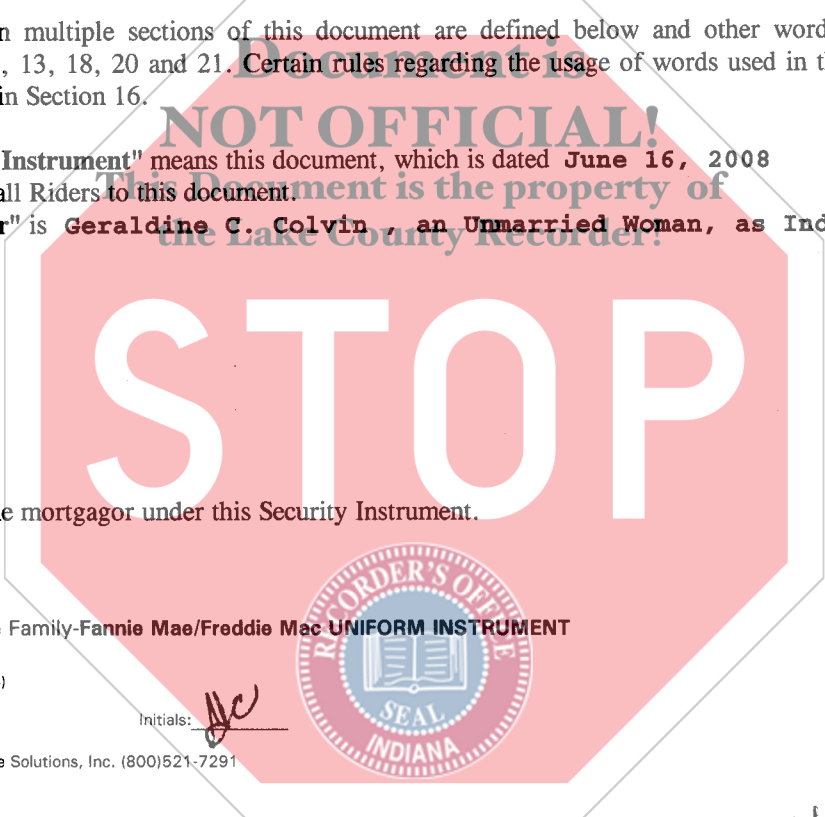 n multiple sections of this document are defined below and other word
, 13, 18, 20 and 21. Certain rules regarding the usage of words used in t
in Section 16.
Document is
NOT OFFICIAL!
This Document is the property of
the Lake County Recorder!
Instrument" means this document, which is dated June 16, 2008
all Riders to this document.
r" is Geraldine C. Colvin , an Unmarried Woman, as Ind
STOP
e mortgagor under this Security Instrument.
Family-Fannie Mae/Freddie Mac UNIFORM INSTRUMENT
)
Initials:
e Solutions, Inc. (800)521-7291
RECORDER'S OFFICE
SEAL
INDIANA